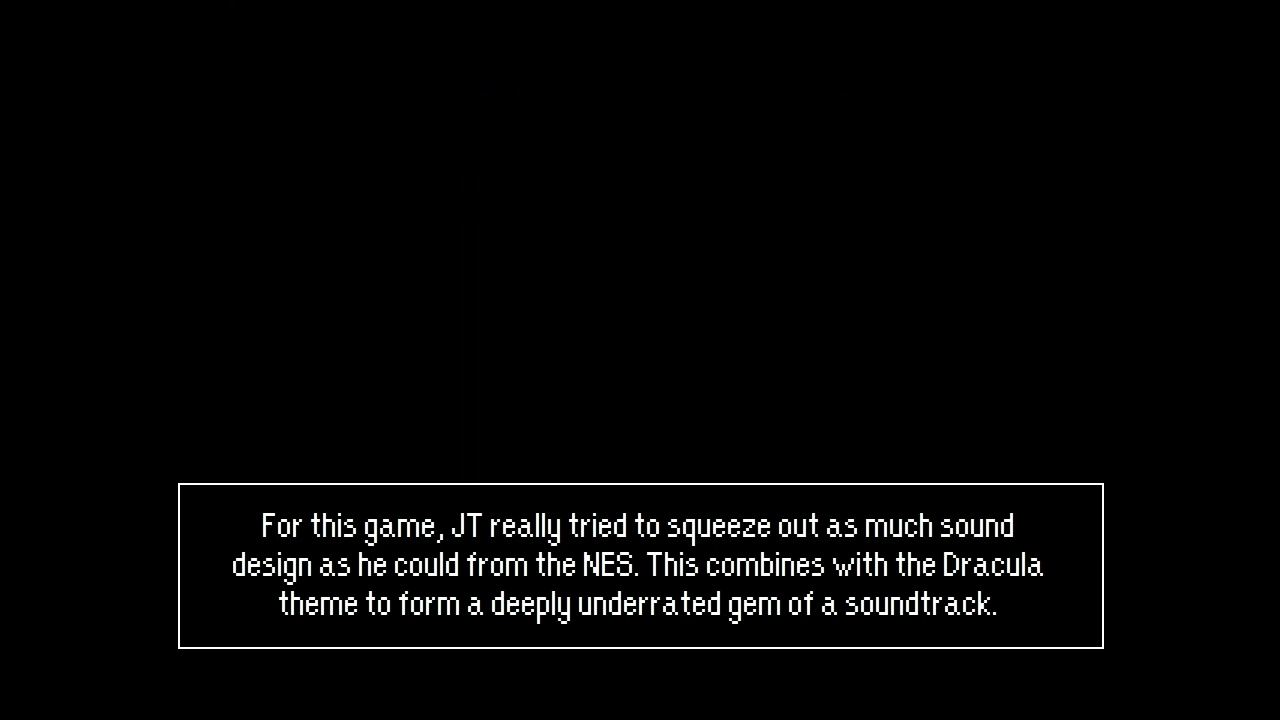 For this game, JT really tried to squeeze out as much sound
design as he could from the NES. This combines with the Dracula
theme to form a deeply underrated gem of a soundtrack.